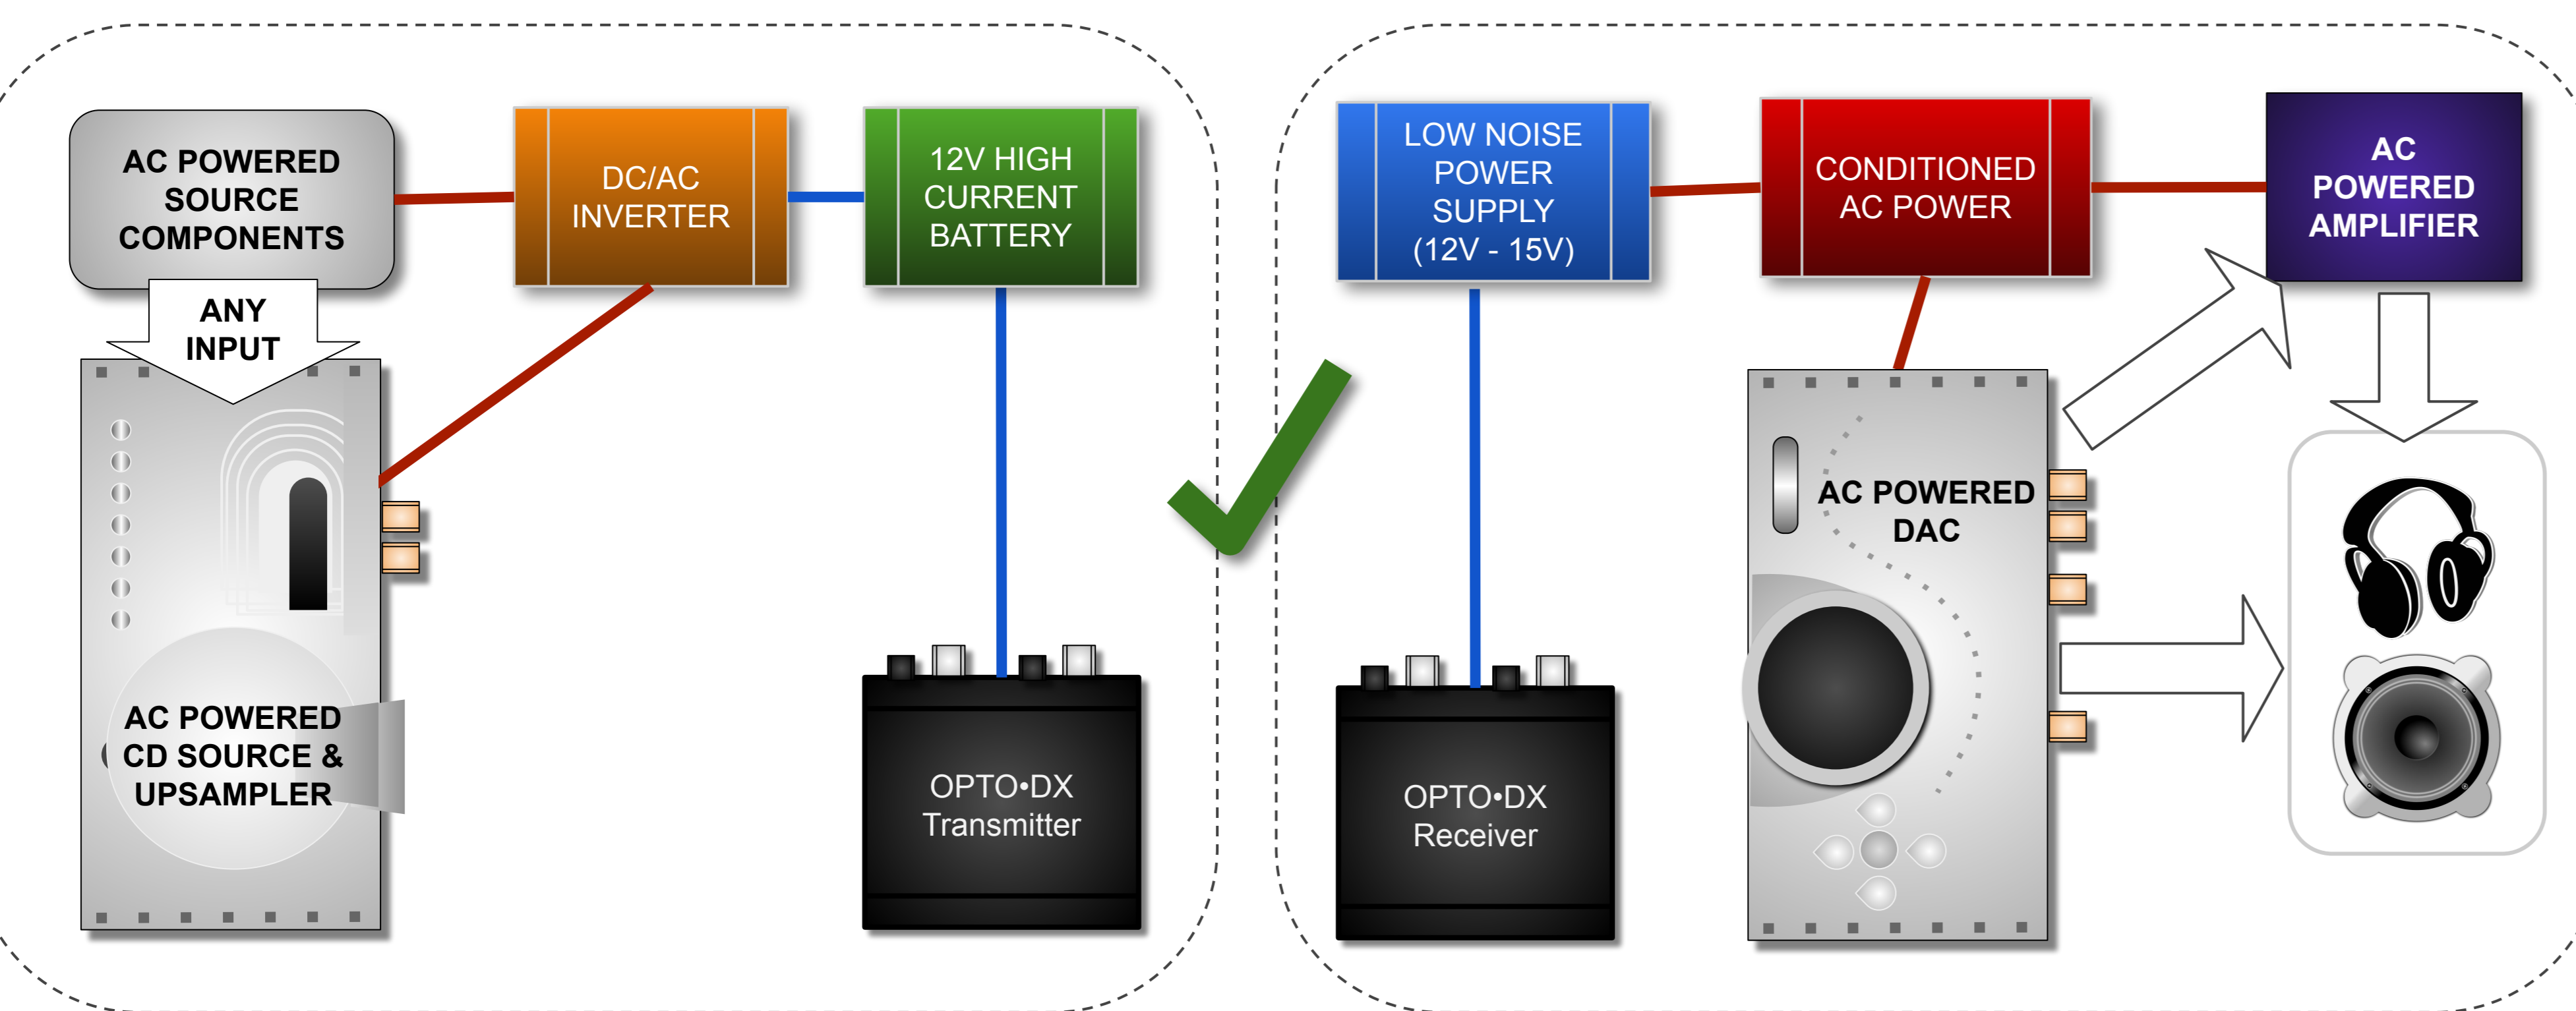 AC POWERED
SOURCE
COMPONENTS
ANY
INPUT
DC/AC
INVERTER
12V HIGH
CURRENT
BATTERY
AC POWERED
CD SOURCE &
UPSAMPLER
OPTO•DX
Transmitter
LOW NOISE
POWER
SUPPLY
(12V - 15V)
CONDITIONED
AC POWER
AC
POWERED
AMPLIFIER
OPTO•DX
Receiver
AC POWERED
DAC